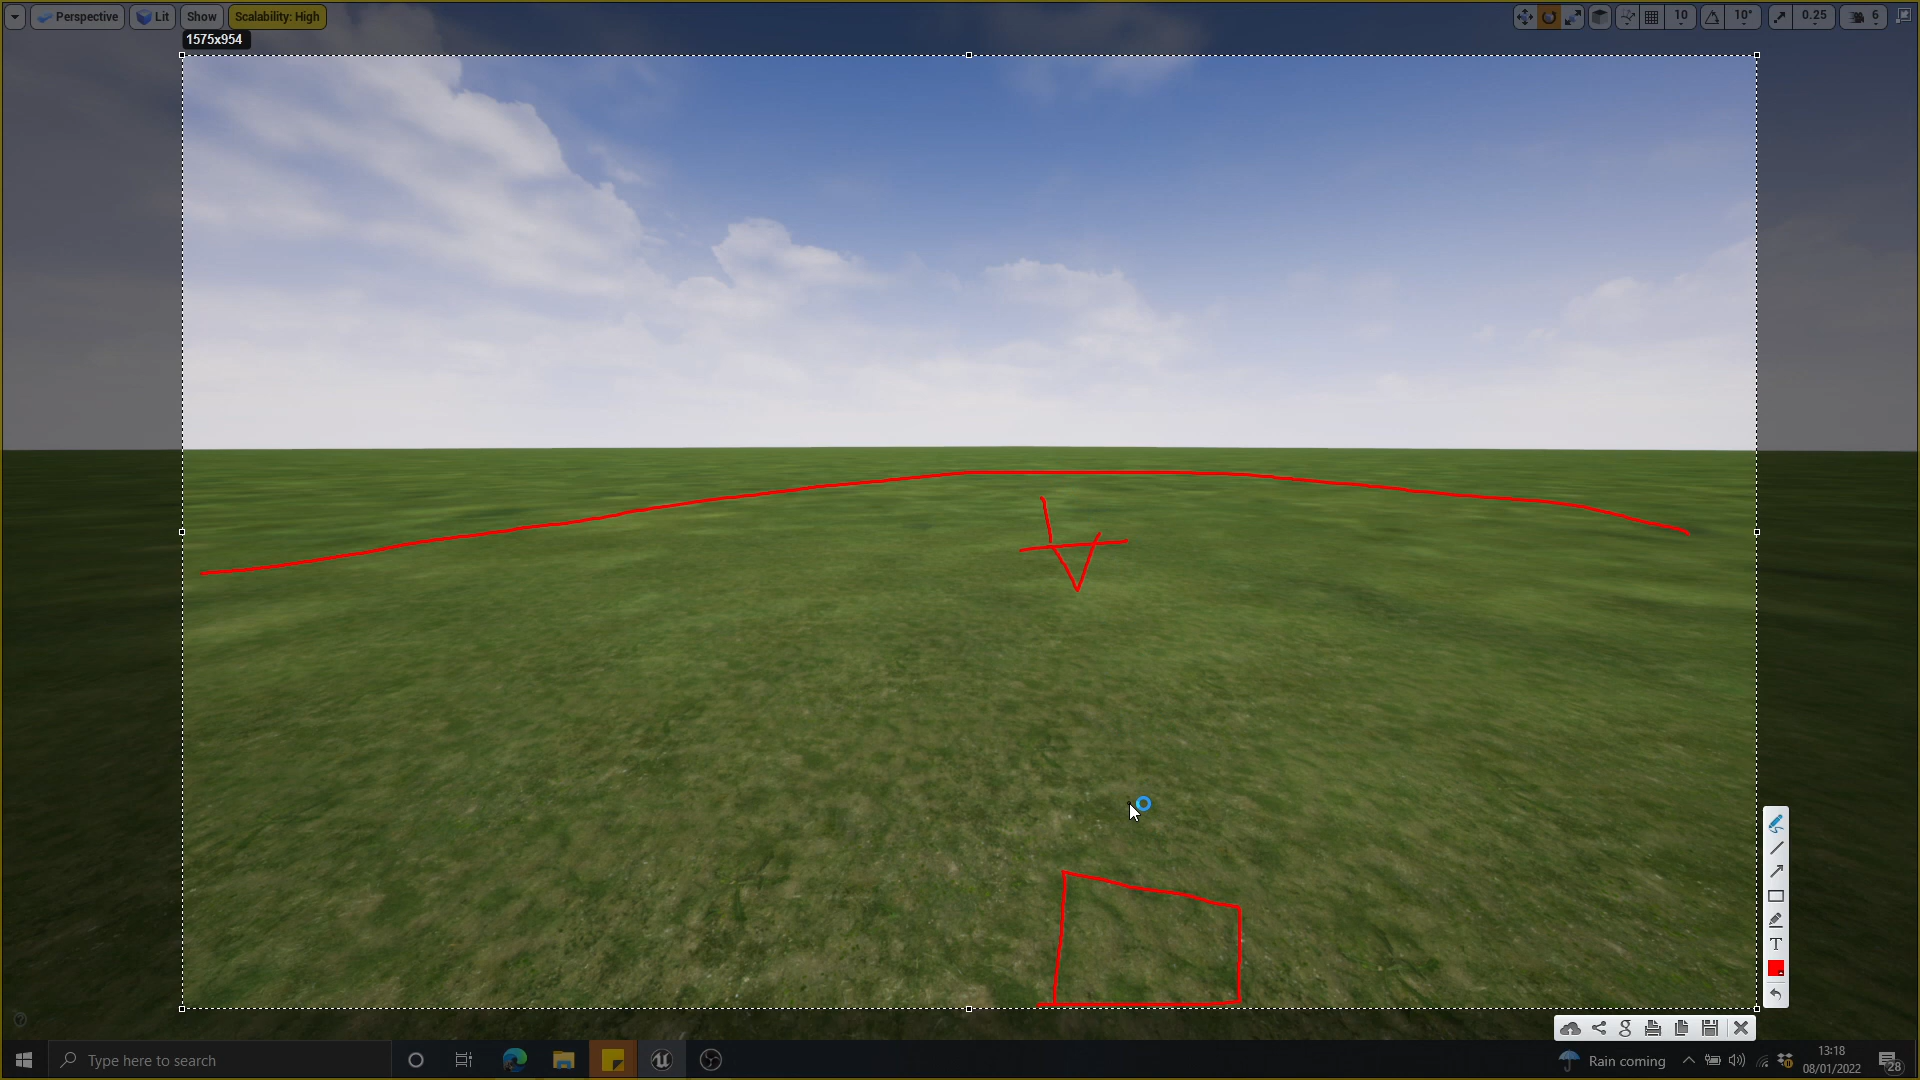 Perspective Lit Show Scalability: High 10 10° 0.25 6
1575x954
T
g
Type here to search
Rain coming
13:18
08/01/2022
28